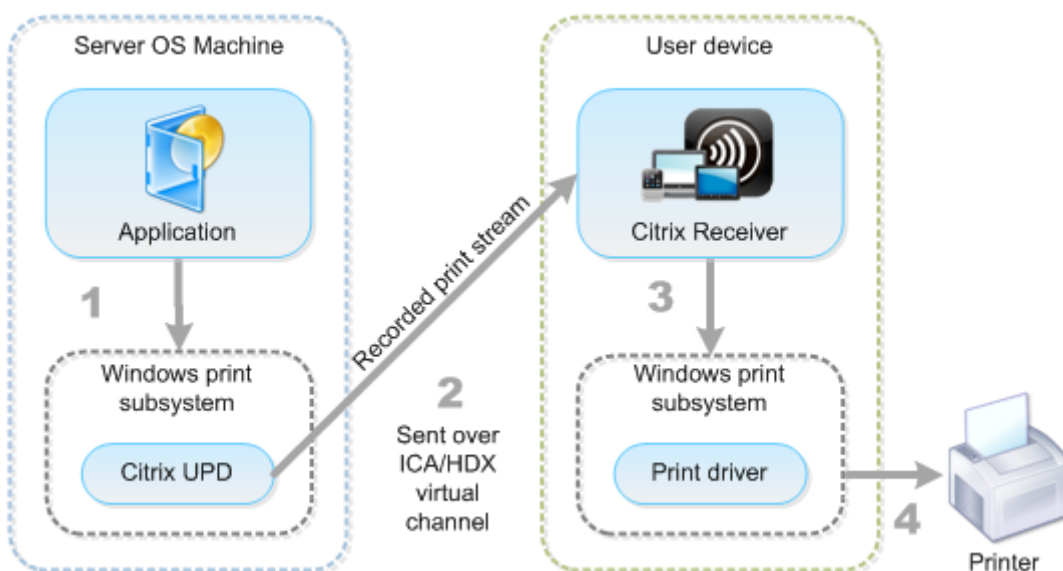 Server OS Machine
User device
Application
Citrix Receiver
1
Recorded print stream
3
Windows print
subsystem
Citrix UPD
2
Sent over
ICA/HDX
virtual
channel
Windows print
subsystem
Print driver
4
Printer